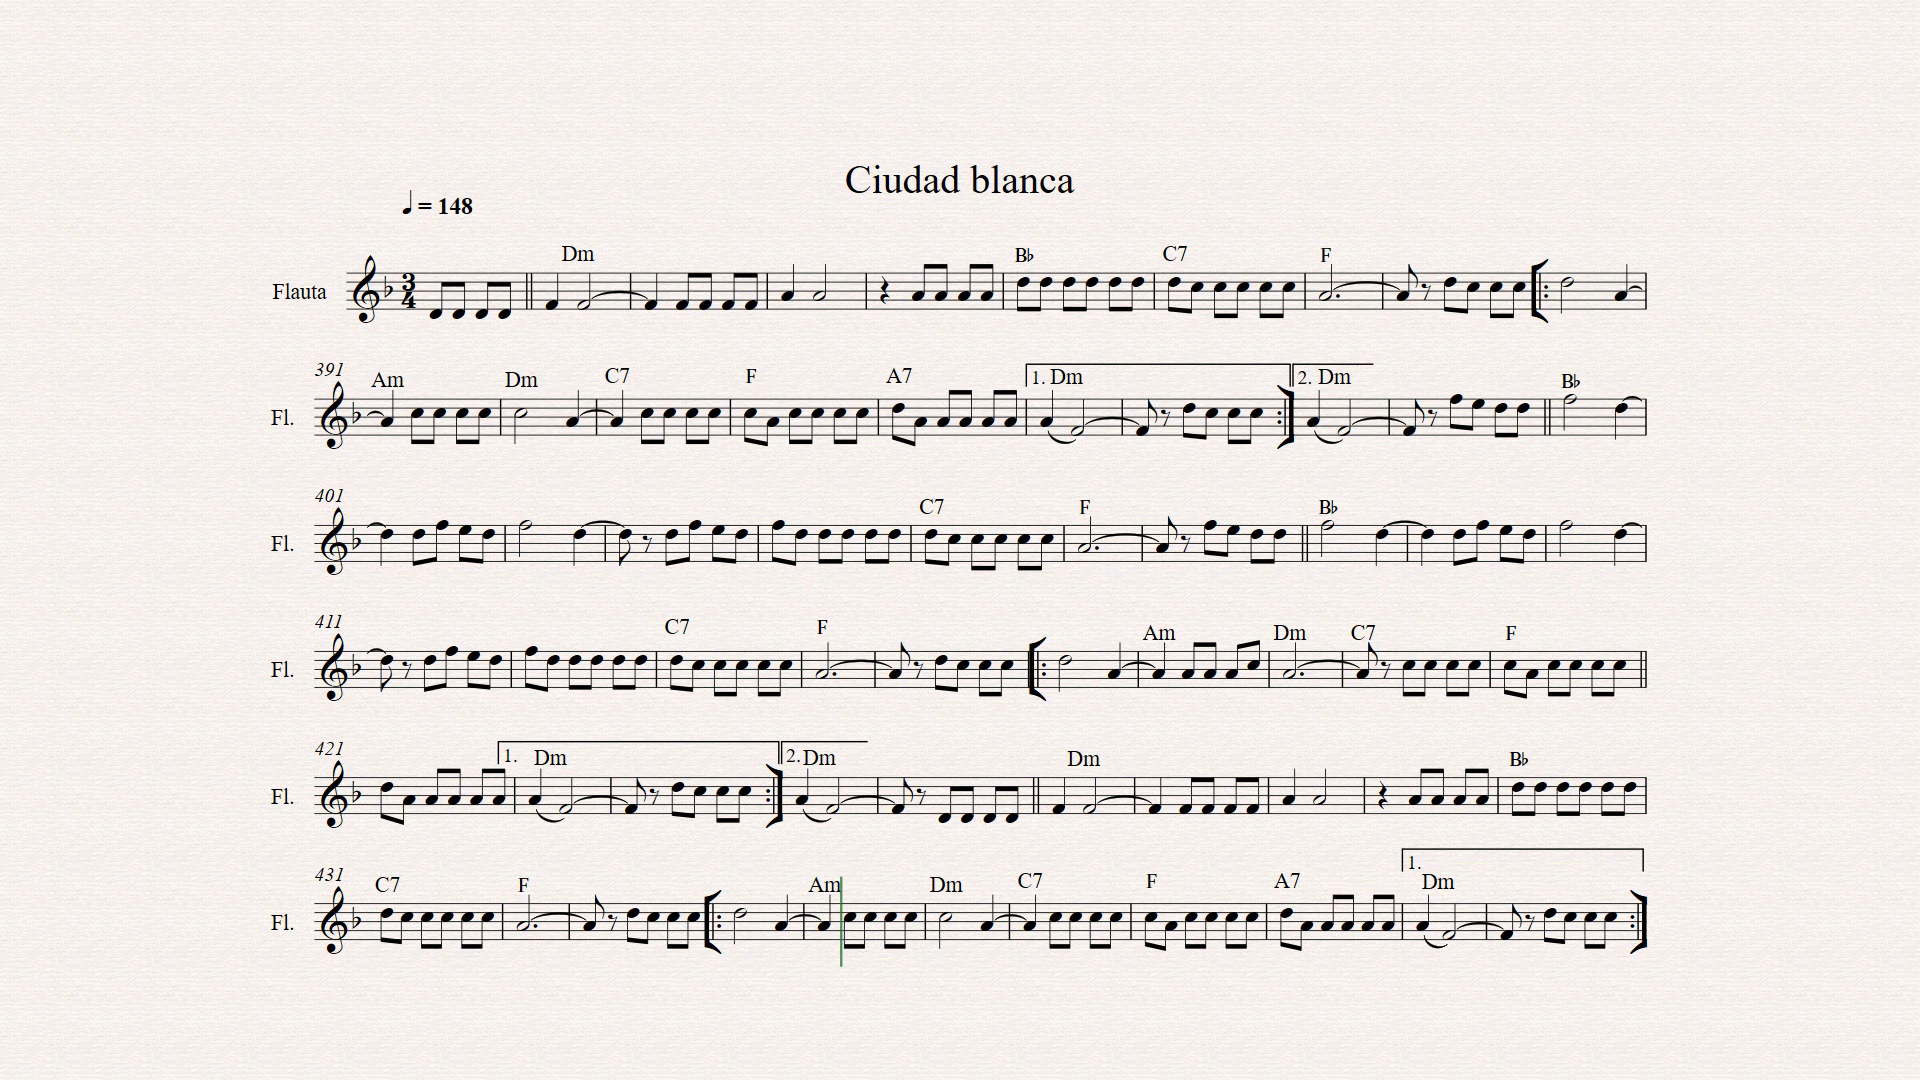 Ciudad blanca
♩ = 148
Dm B♭ C7 F
Flauta 3/4
391
Am Dm C7 F A7 1. Dm 2. Dm B♭
Fl.
401
C7 F B♭
Fl.
411
C7 F Am Dm C7 F
Fl.
421
1. Dm 2. Dm Dm B♭
Fl.
431
C7 F Am Dm C7 F A7 1. Dm
Fl.